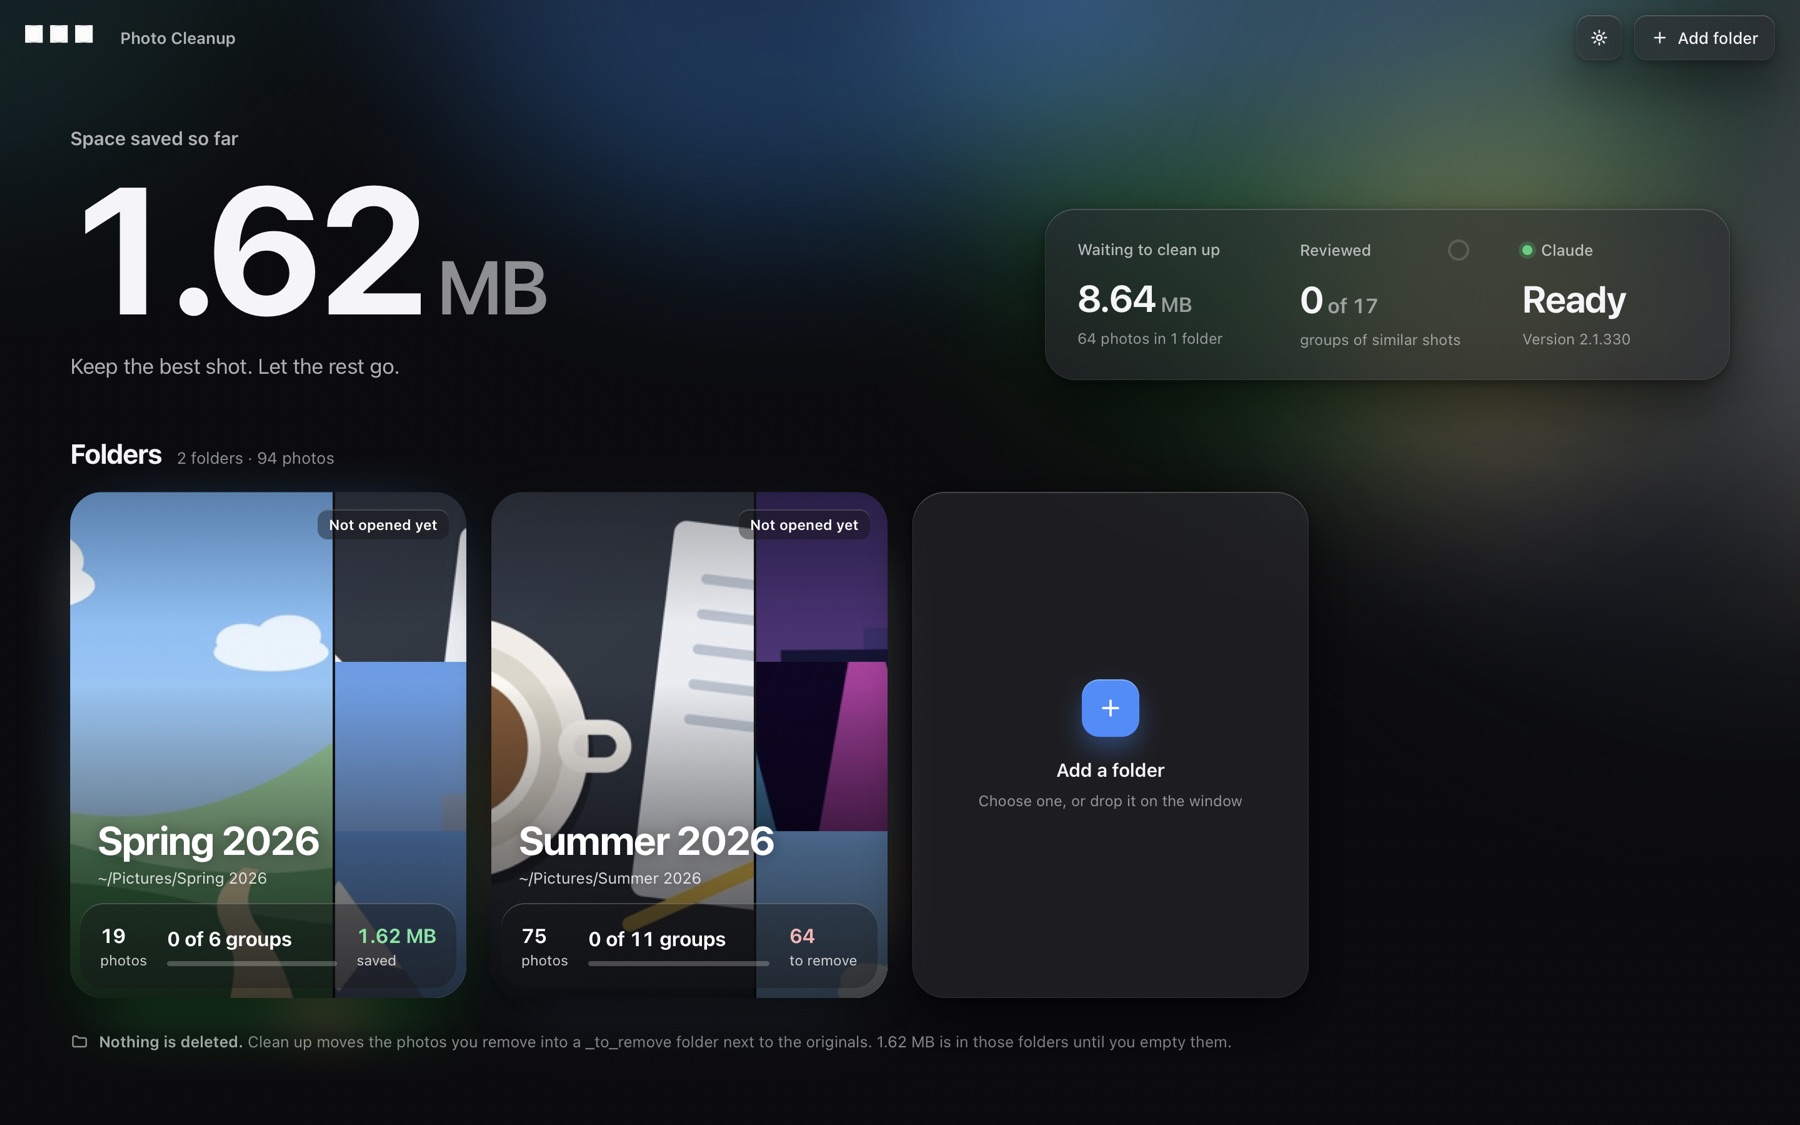 Photo Cleanup
Add folder
Space saved so far
1.62 MB
Keep the best shot. Let the rest go.
Waiting to clean up
8.64 MB
64 photos in 1 folder
Reviewed
0 of 17
groups of similar shots
Claude
Ready
Version 2.1.330
Folders 2 folders · 94 photos
Not opened yet
Spring 2026
~/Pictures/Spring 2026
19
photos
0 of 6 groups
1.62 MB
saved
Not opened yet
Summer 2026
~/Pictures/Summer 2026
75
photos
0 of 11 groups
64
to remove
Add a folder
Choose one, or drop it on the window
Nothing is deleted. Clean up moves the photos you remove into a _to_remove folder next to the originals. 1.62 MB is in those folders until you empty them.